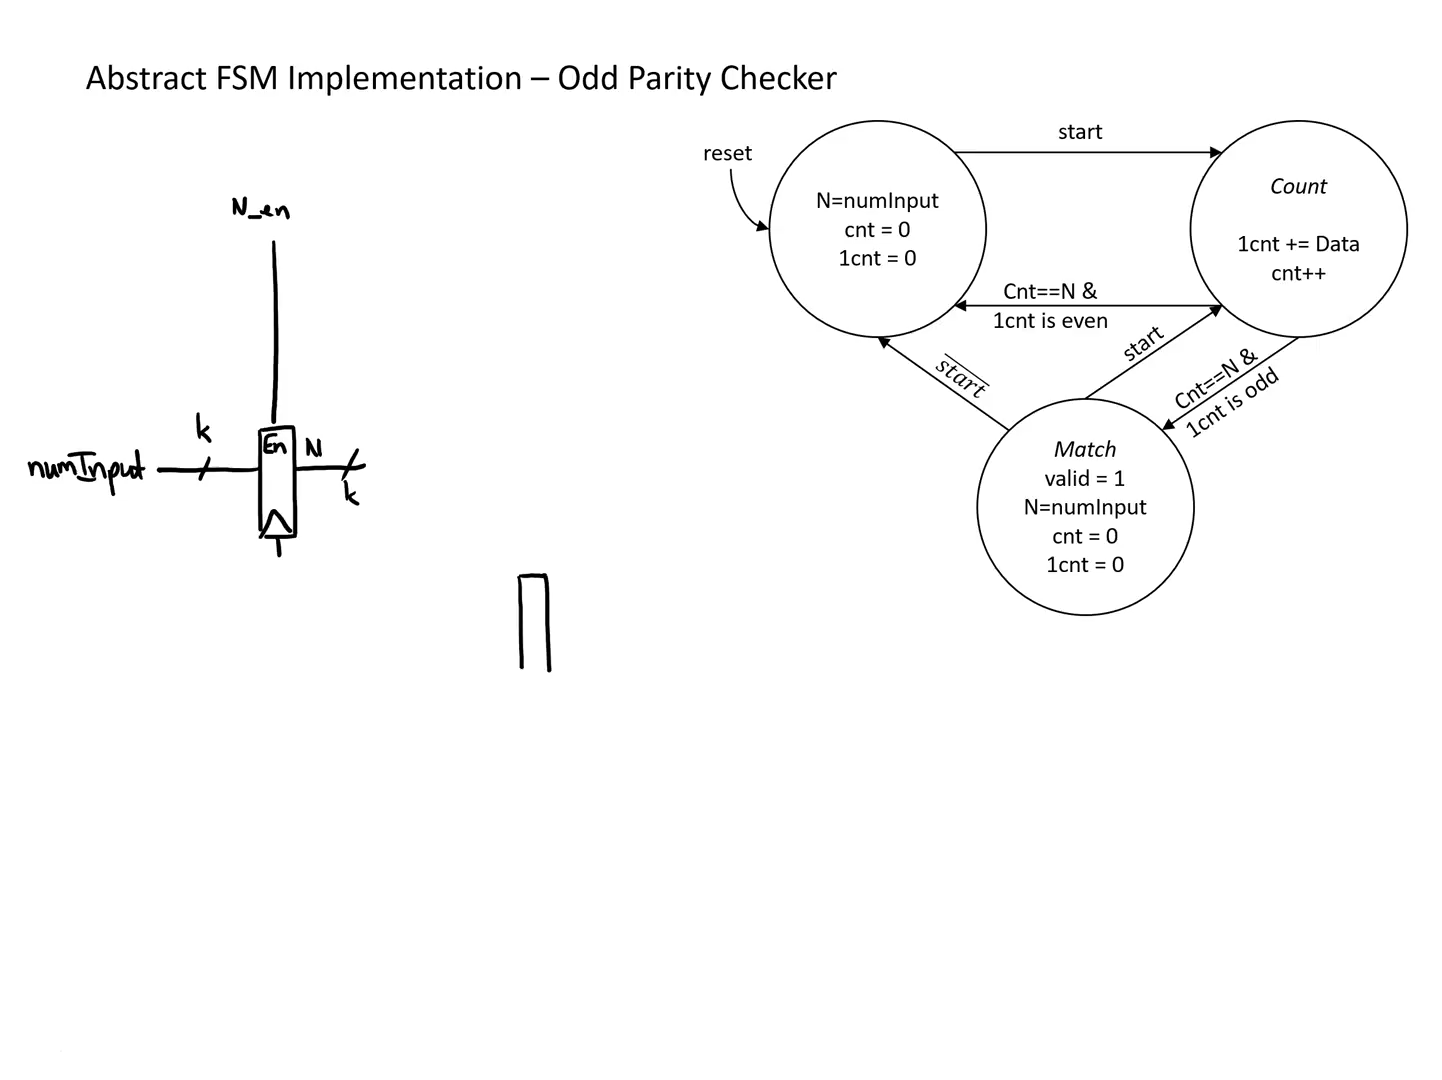 Abstract FSM Implementation – Odd Parity Checker
N_en
k
numInput
En
N
k
reset
N=numInput
cnt = 0
1cnt = 0
start
Count
1cnt += Data
cnt++
Cnt==N &
1cnt is even
start
start
Cnt==N &
1cnt is odd
Match
valid = 1
N=numInput
cnt = 0
1cnt = 0